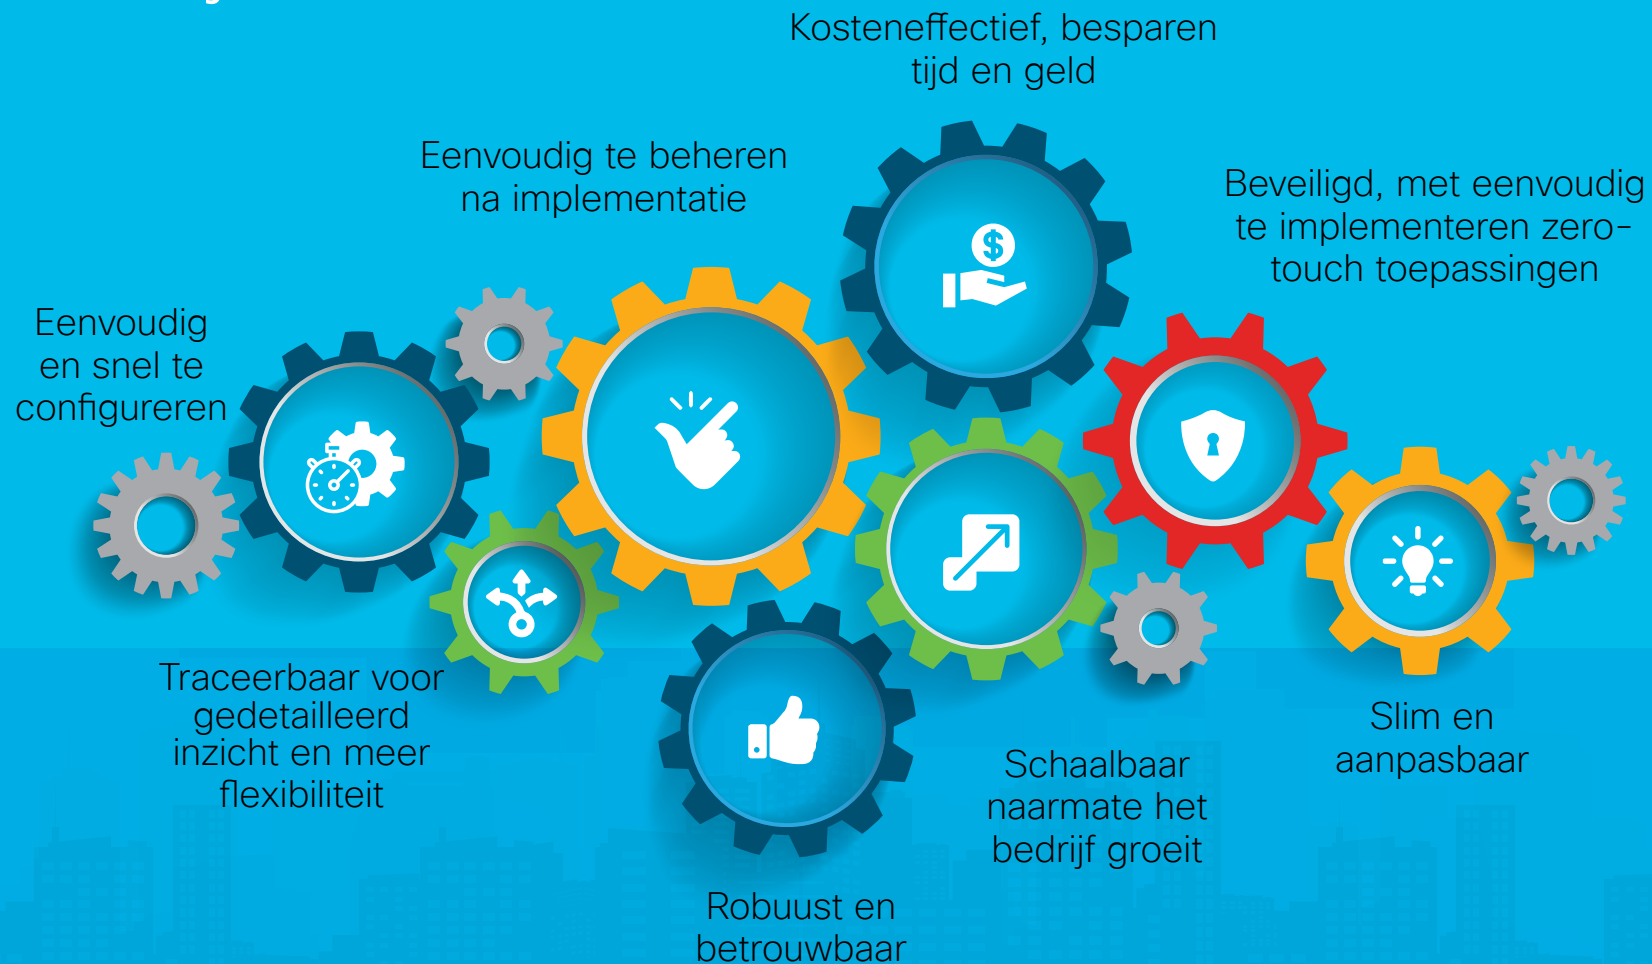 Kosteneffectief, besparen
tijd en geld
Eenvoudig te beheren
na implementatie
Beveiligd, met eenvoudig
te implementeren zero-
touch toepassingen
Eenvoudig
en snel te
configureren
$
Traceerbaar voor
gedetailleerd
inzicht en meer
flexibiliteit
Slim en
aanpasbaar
Schaalbaar
naarmate het
bedrijf groeit
Robuust en
betrouwbaar